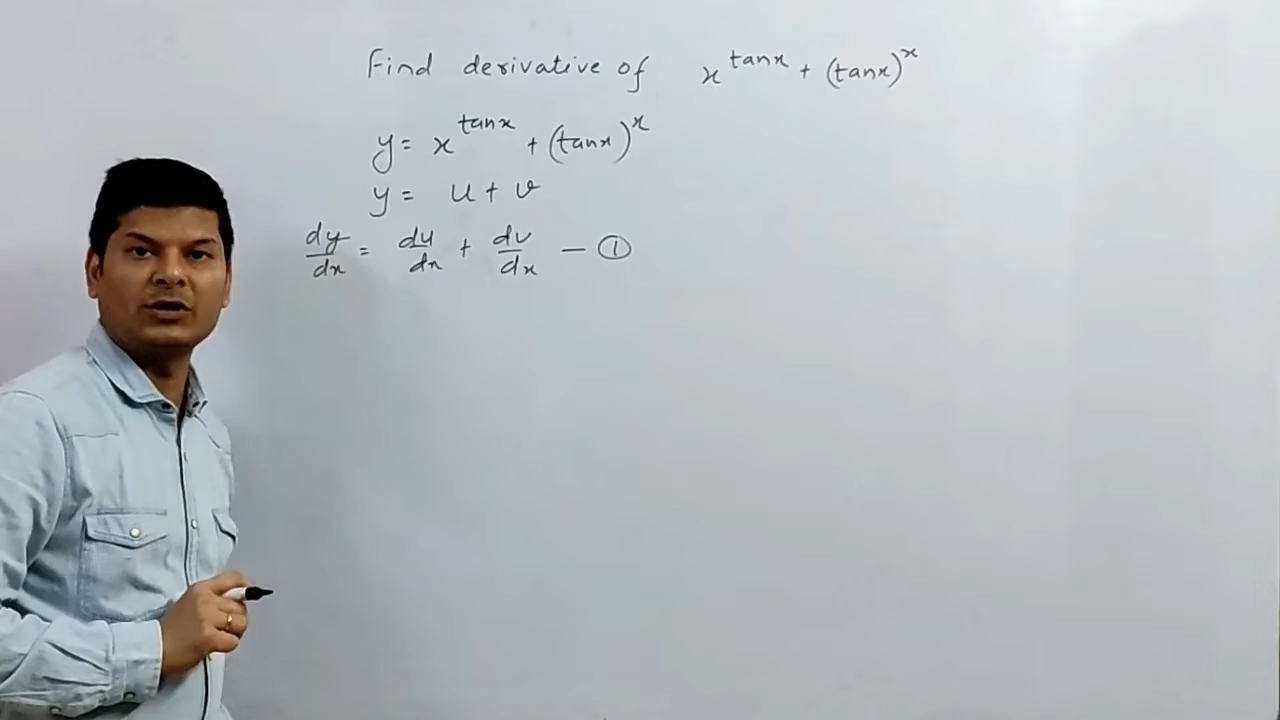 Find derivative of x^tanx + (tanx)^x
y = x^tanx + (tanx)^x
y = u + v
dy/dx = du/dx + dv/dx — ①